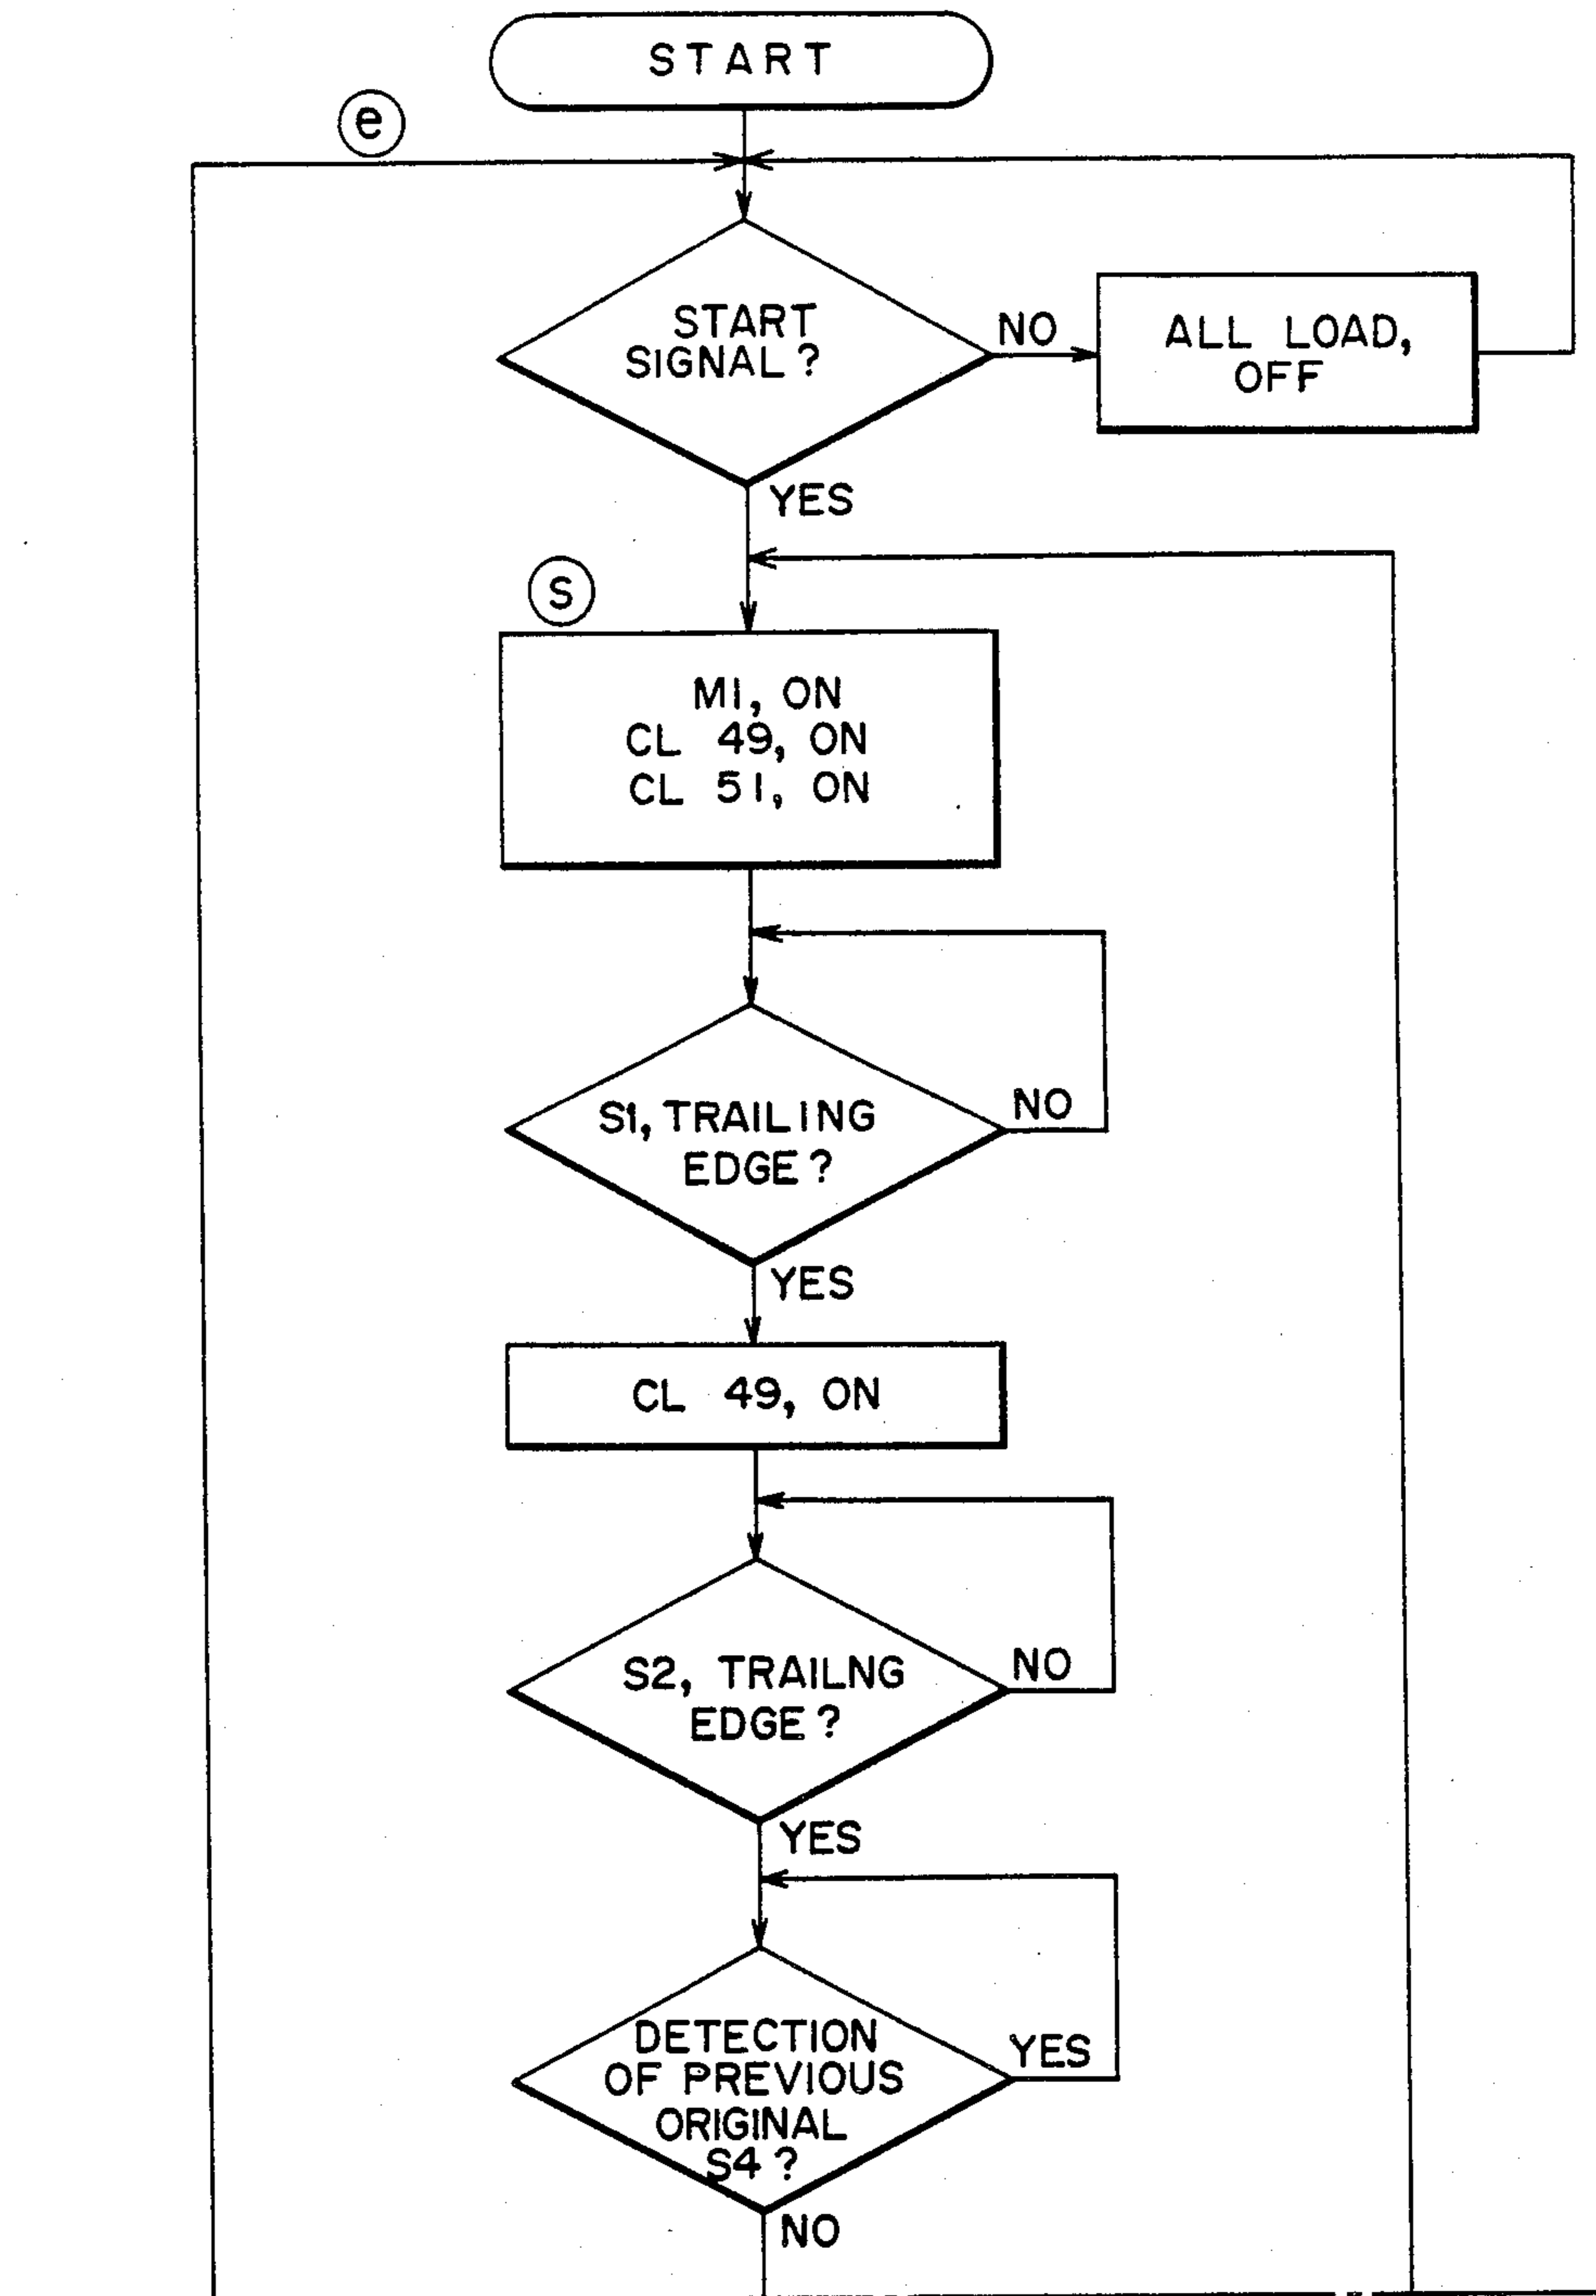 START
e
START
SIGNAL?
NO
ALL LOAD,
OFF
YES
S
M1, ON
CL 49, ON
CL 51, ON
S1, TRAILING
EDGE?
NO
YES
CL 49, ON
S2, TRAILNG
EDGE?
NO
YES
DETECTION
OF PREVIOUS
ORIGINAL
S4?
YES
NO